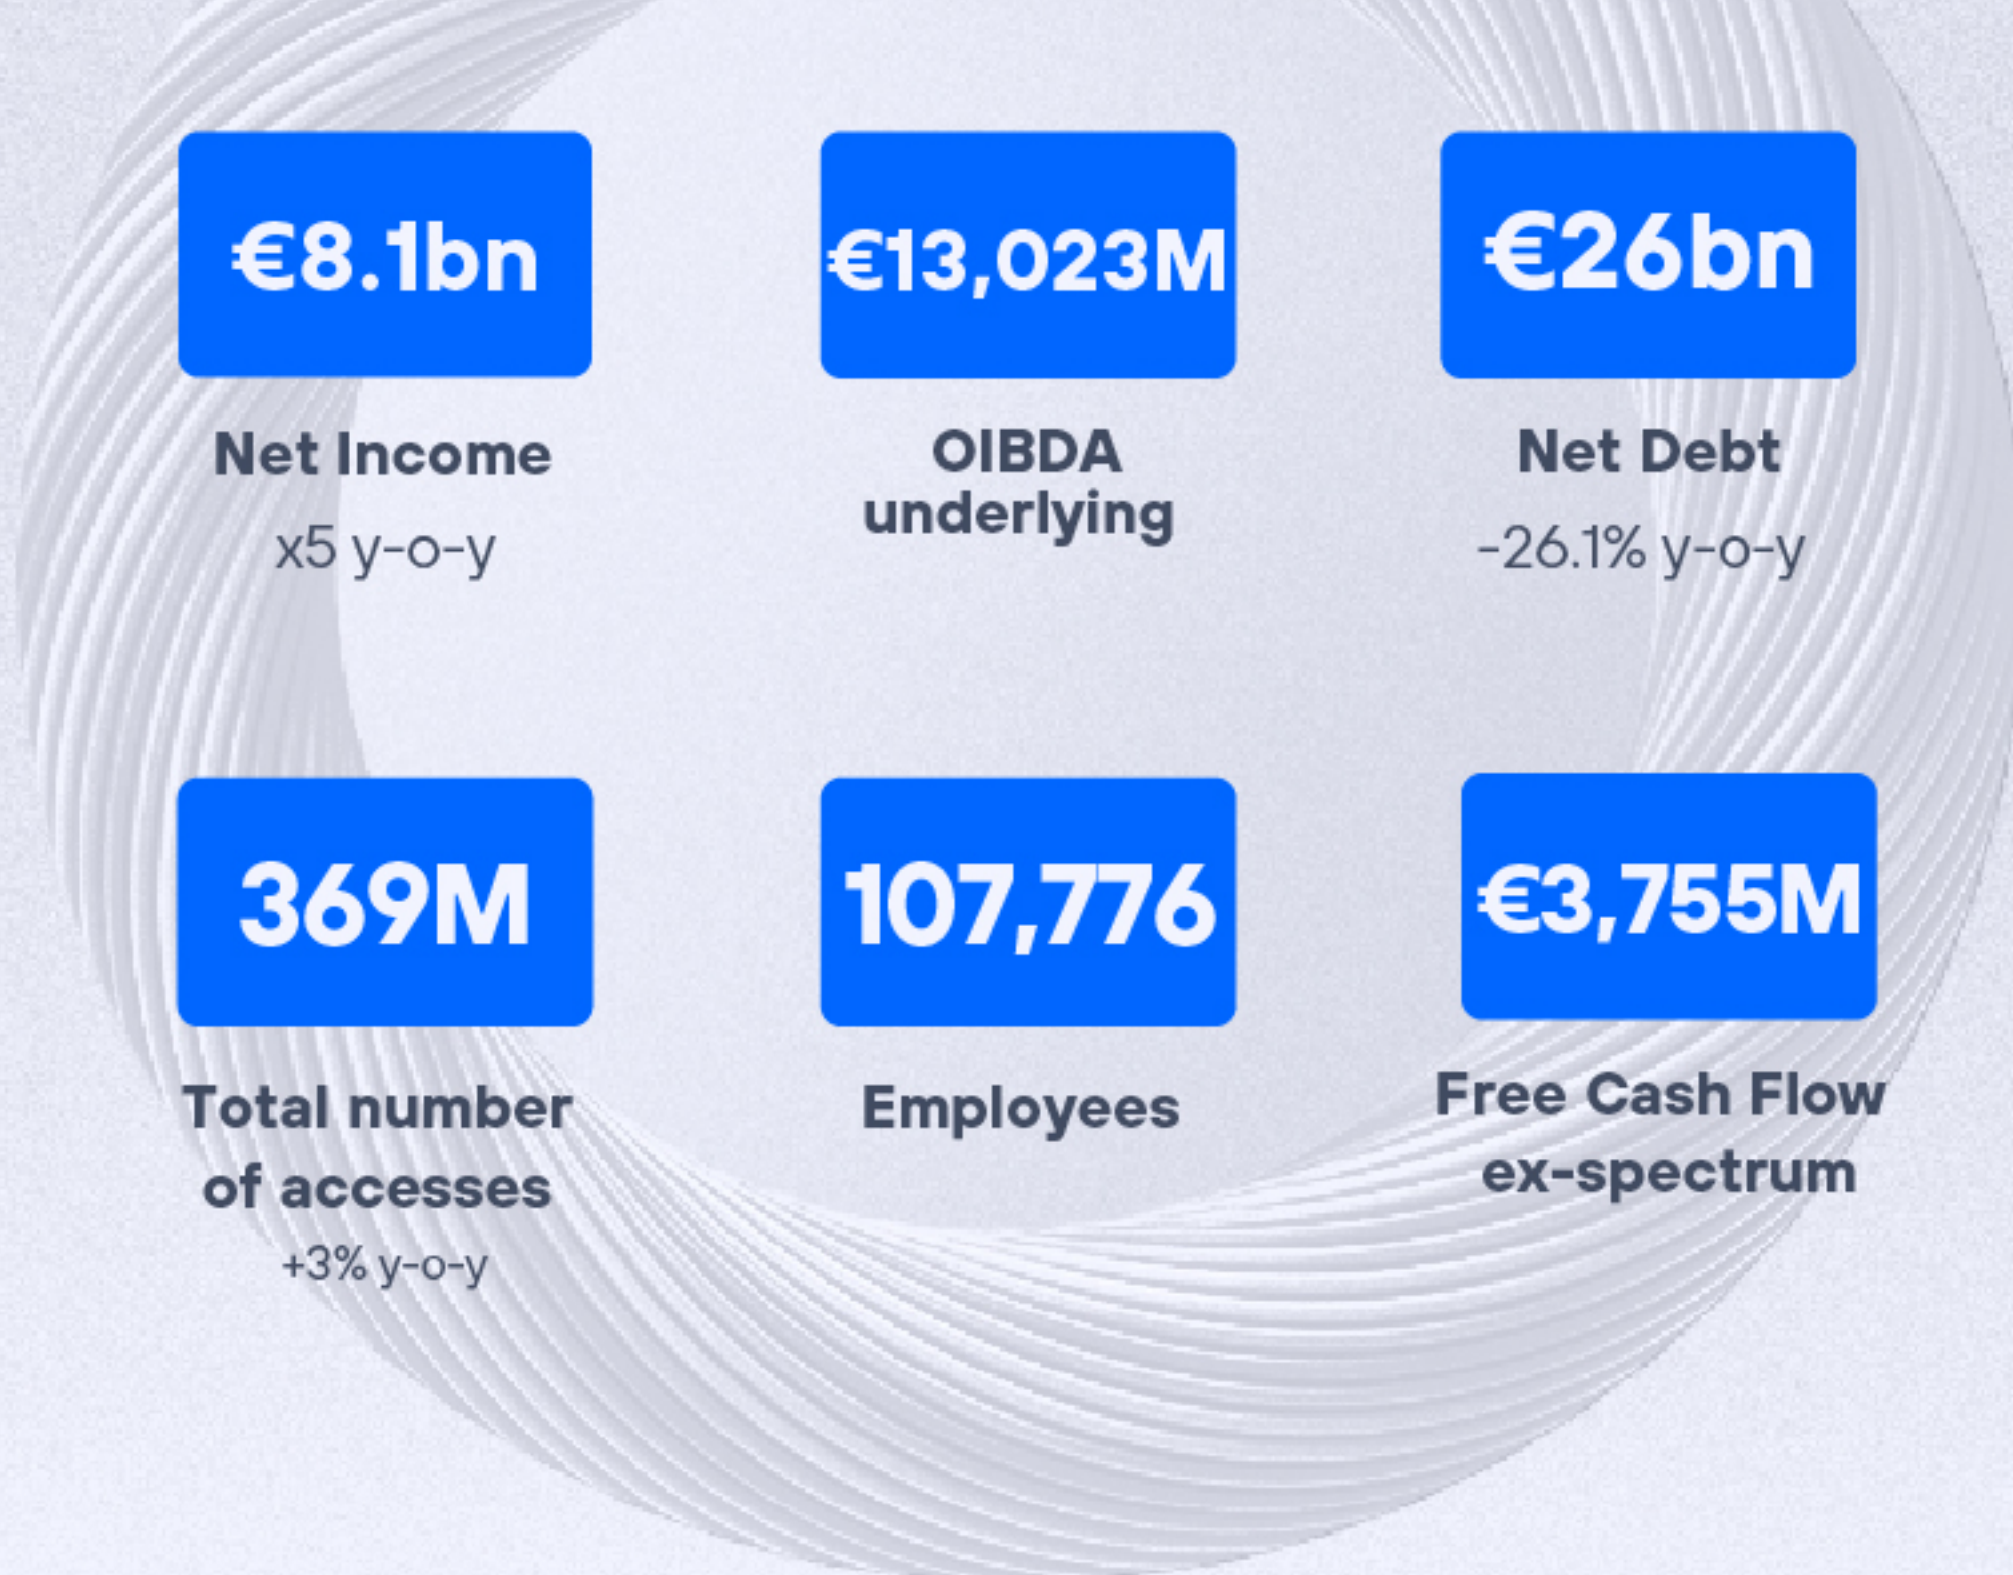 €8.1bn
Net Income
x5 y-o-y
€13,023M
OIBDA
underlying
€26bn
Net Debt
-26.1% y-o-y
369M
Total number
of accesses
+3% y-o-y
107,776
Employees
€3,755M
Free Cash Flow
ex-spectrum